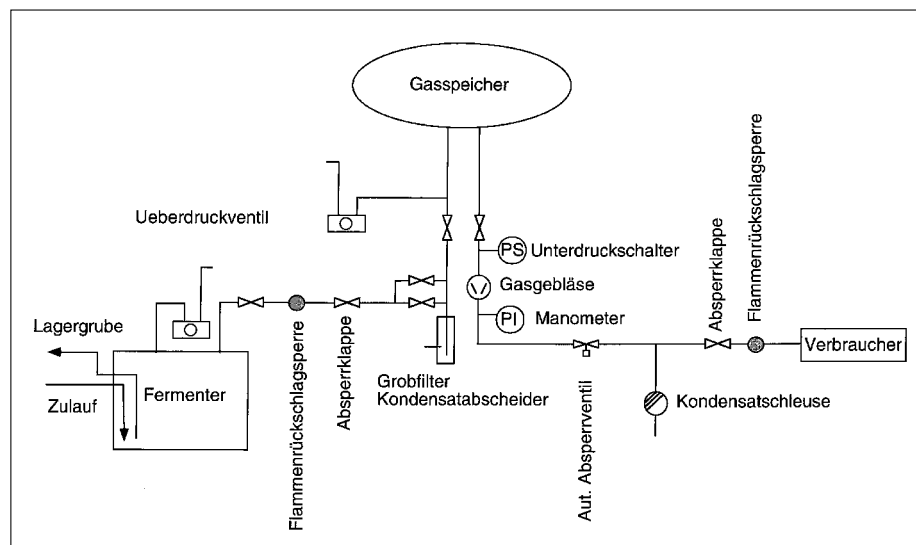 Gasspeicher
Ueberdruckventil
PS
Unterdruckschalter
Gasgebläse
PI
Manometer
Absperrklappe
Flammenrückschlagsperre
Lagergrube
Zulauf
Fermenter
Flammenrückschlagsperre
Absperrklappe
Grobfilter
Kondensatabscheider
Aut. Absperrventil
Kondensatschleuse
Verbraucher